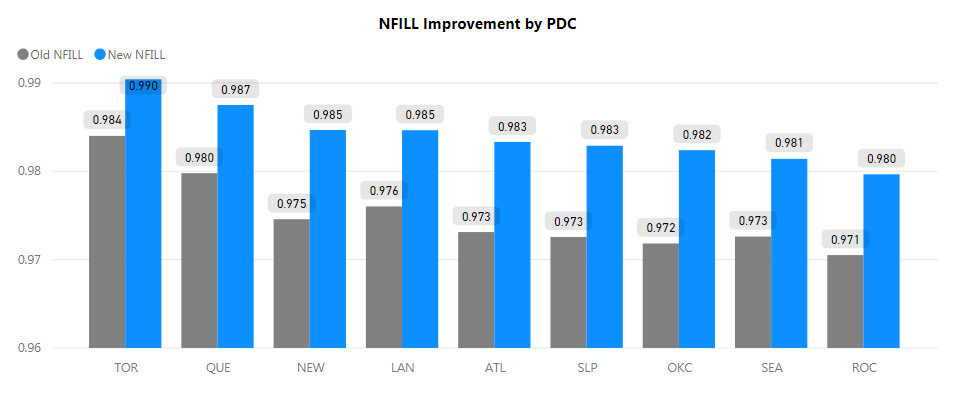 NFILL Improvement by PDC
Old NFILL New NFILL
0.99
0.98
0.97
0.96
0.984 0.990 0.980 0.987 0.975 0.985 0.976 0.985 0.973 0.983 0.973 0.983 0.972 0.982 0.973 0.981 0.971 0.980
TOR QUE NEW LAN ATL SLP OKC SEA ROC